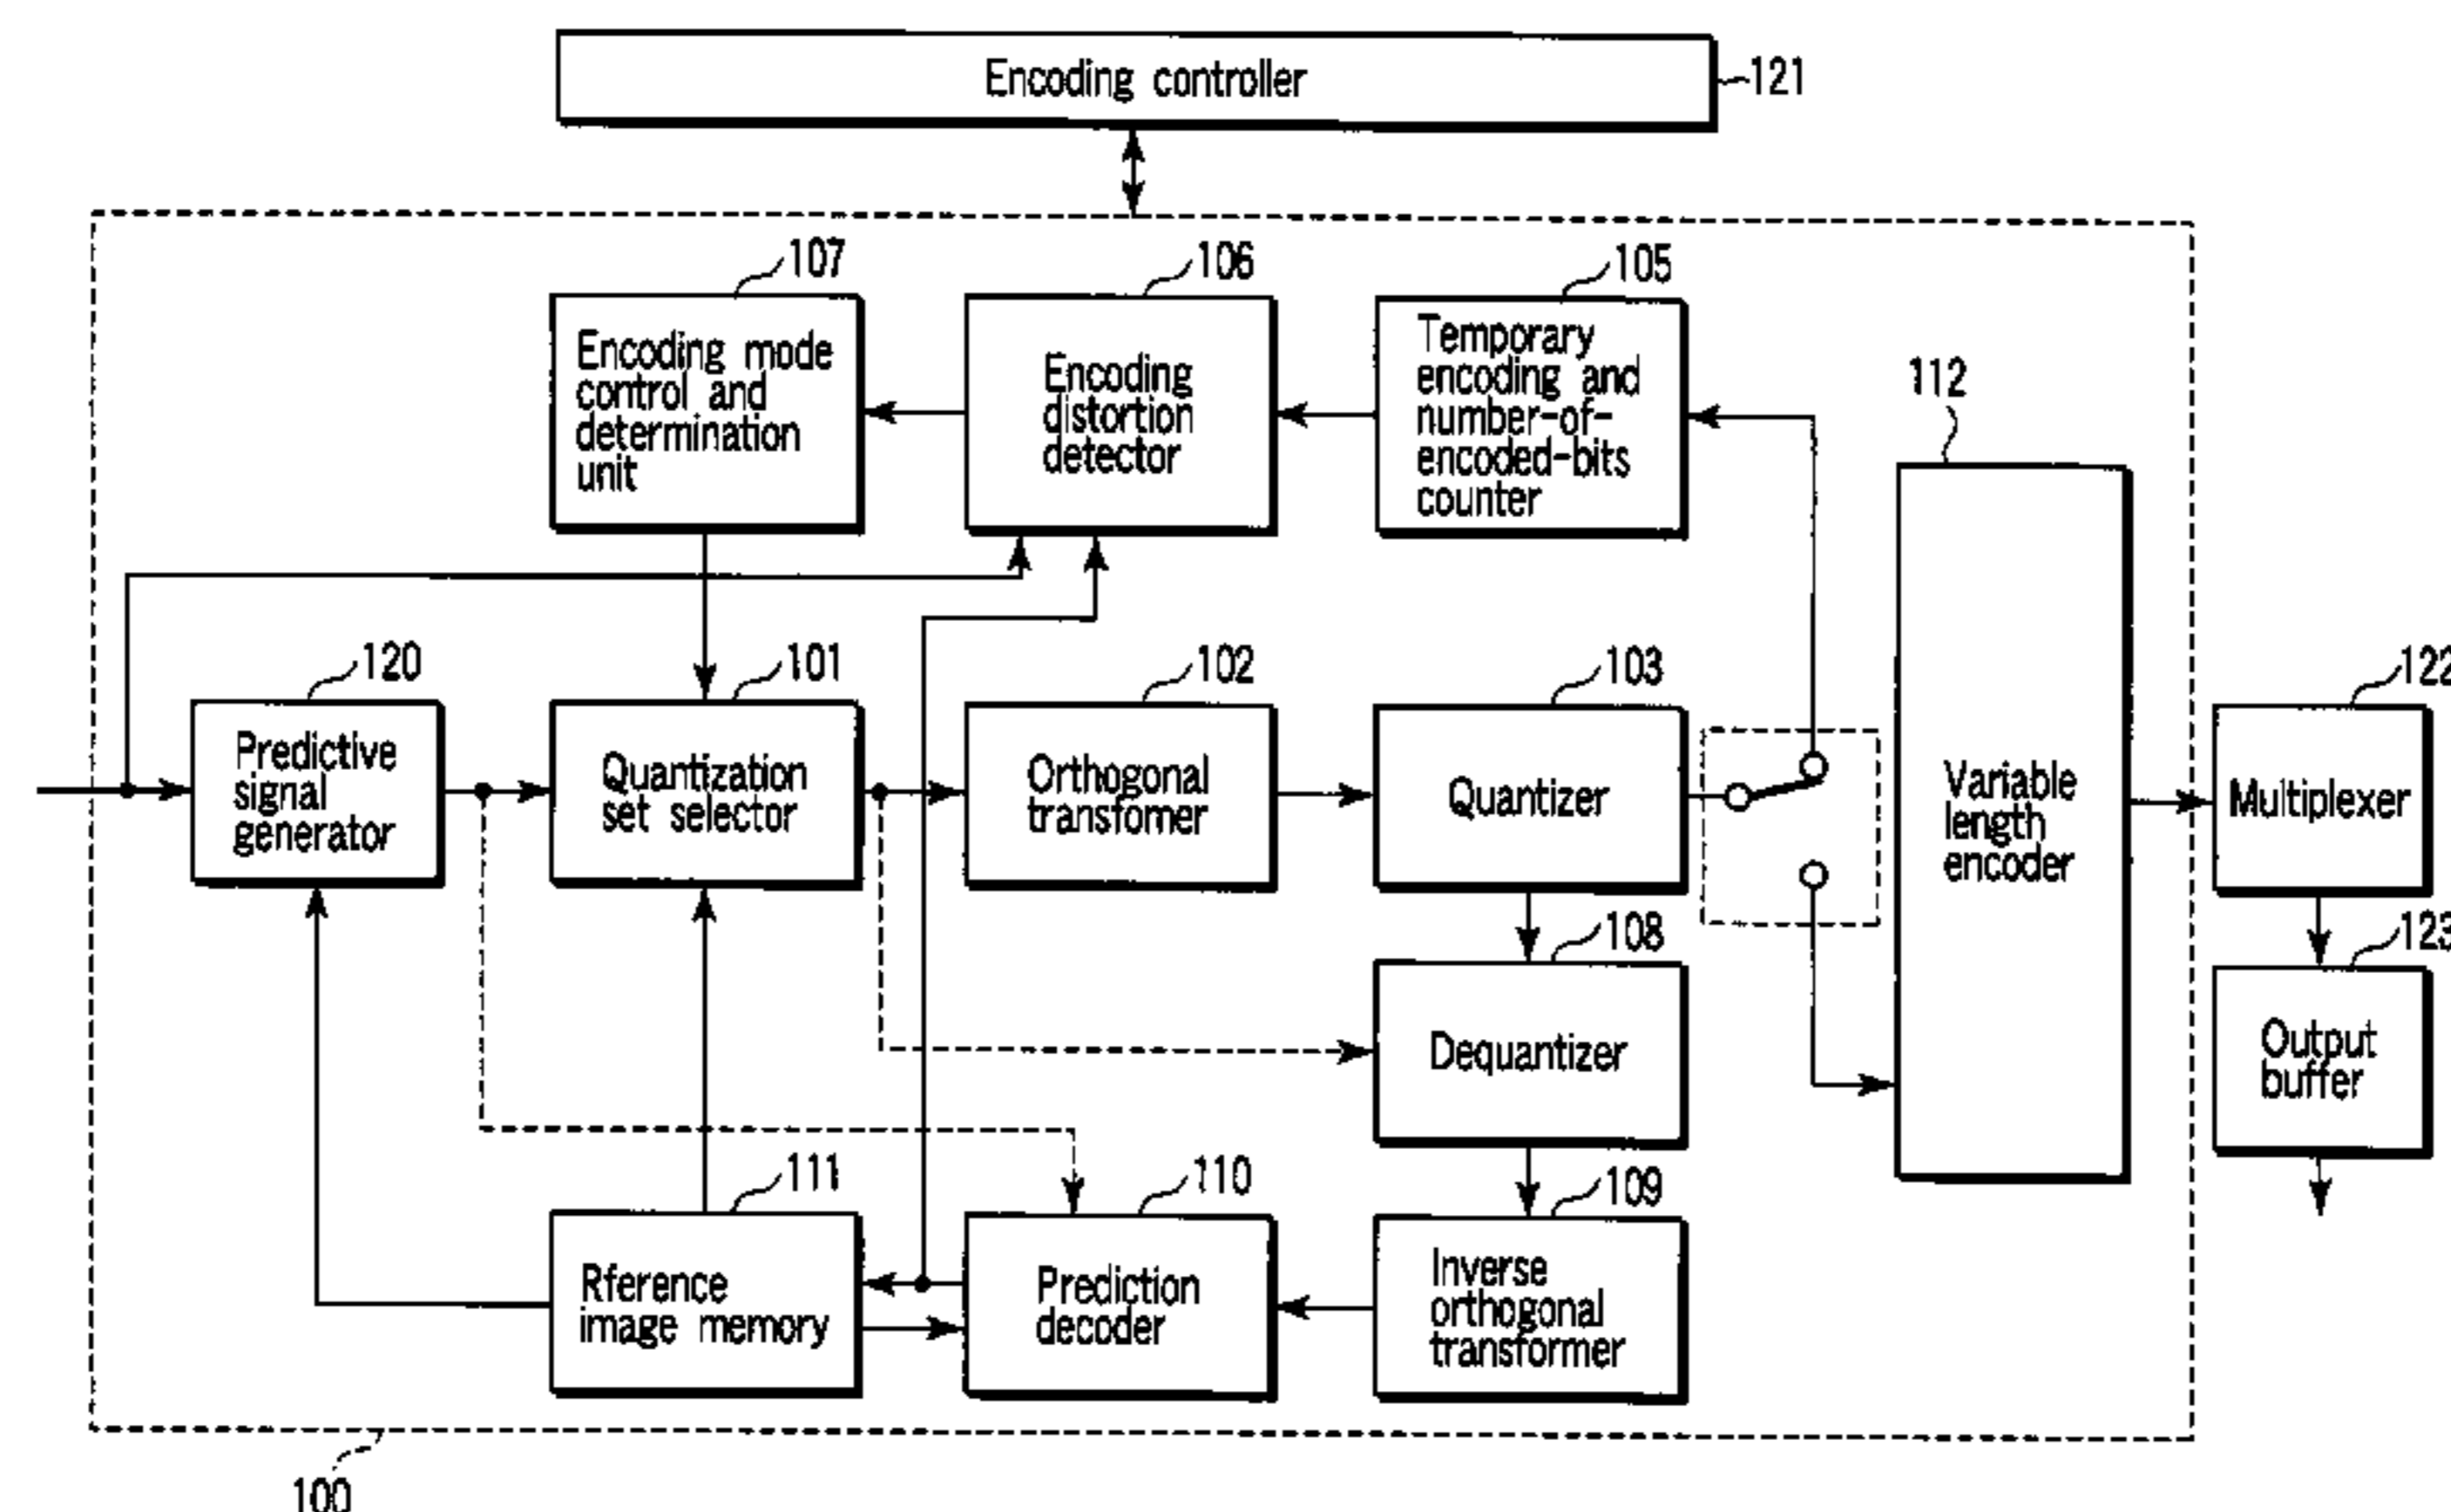 Encoding controller
121
107
106
105
Encoding mode
control and
determination
unit
Encoding
distortion
detector
Temporary
encoding and
number-of-
encoded-bits
counter
112
120
101
102
103
122
Predictive
signal
generator
Quantization
set selector
Orthogonal
transfomer
Quantizer
Variable
length
encoder
Multiplexer
108
123
Dequantizer
Output
buffer
111
110
109
Rference
image memory
Prediction
decoder
Inverse
orthogonal
transformer
100